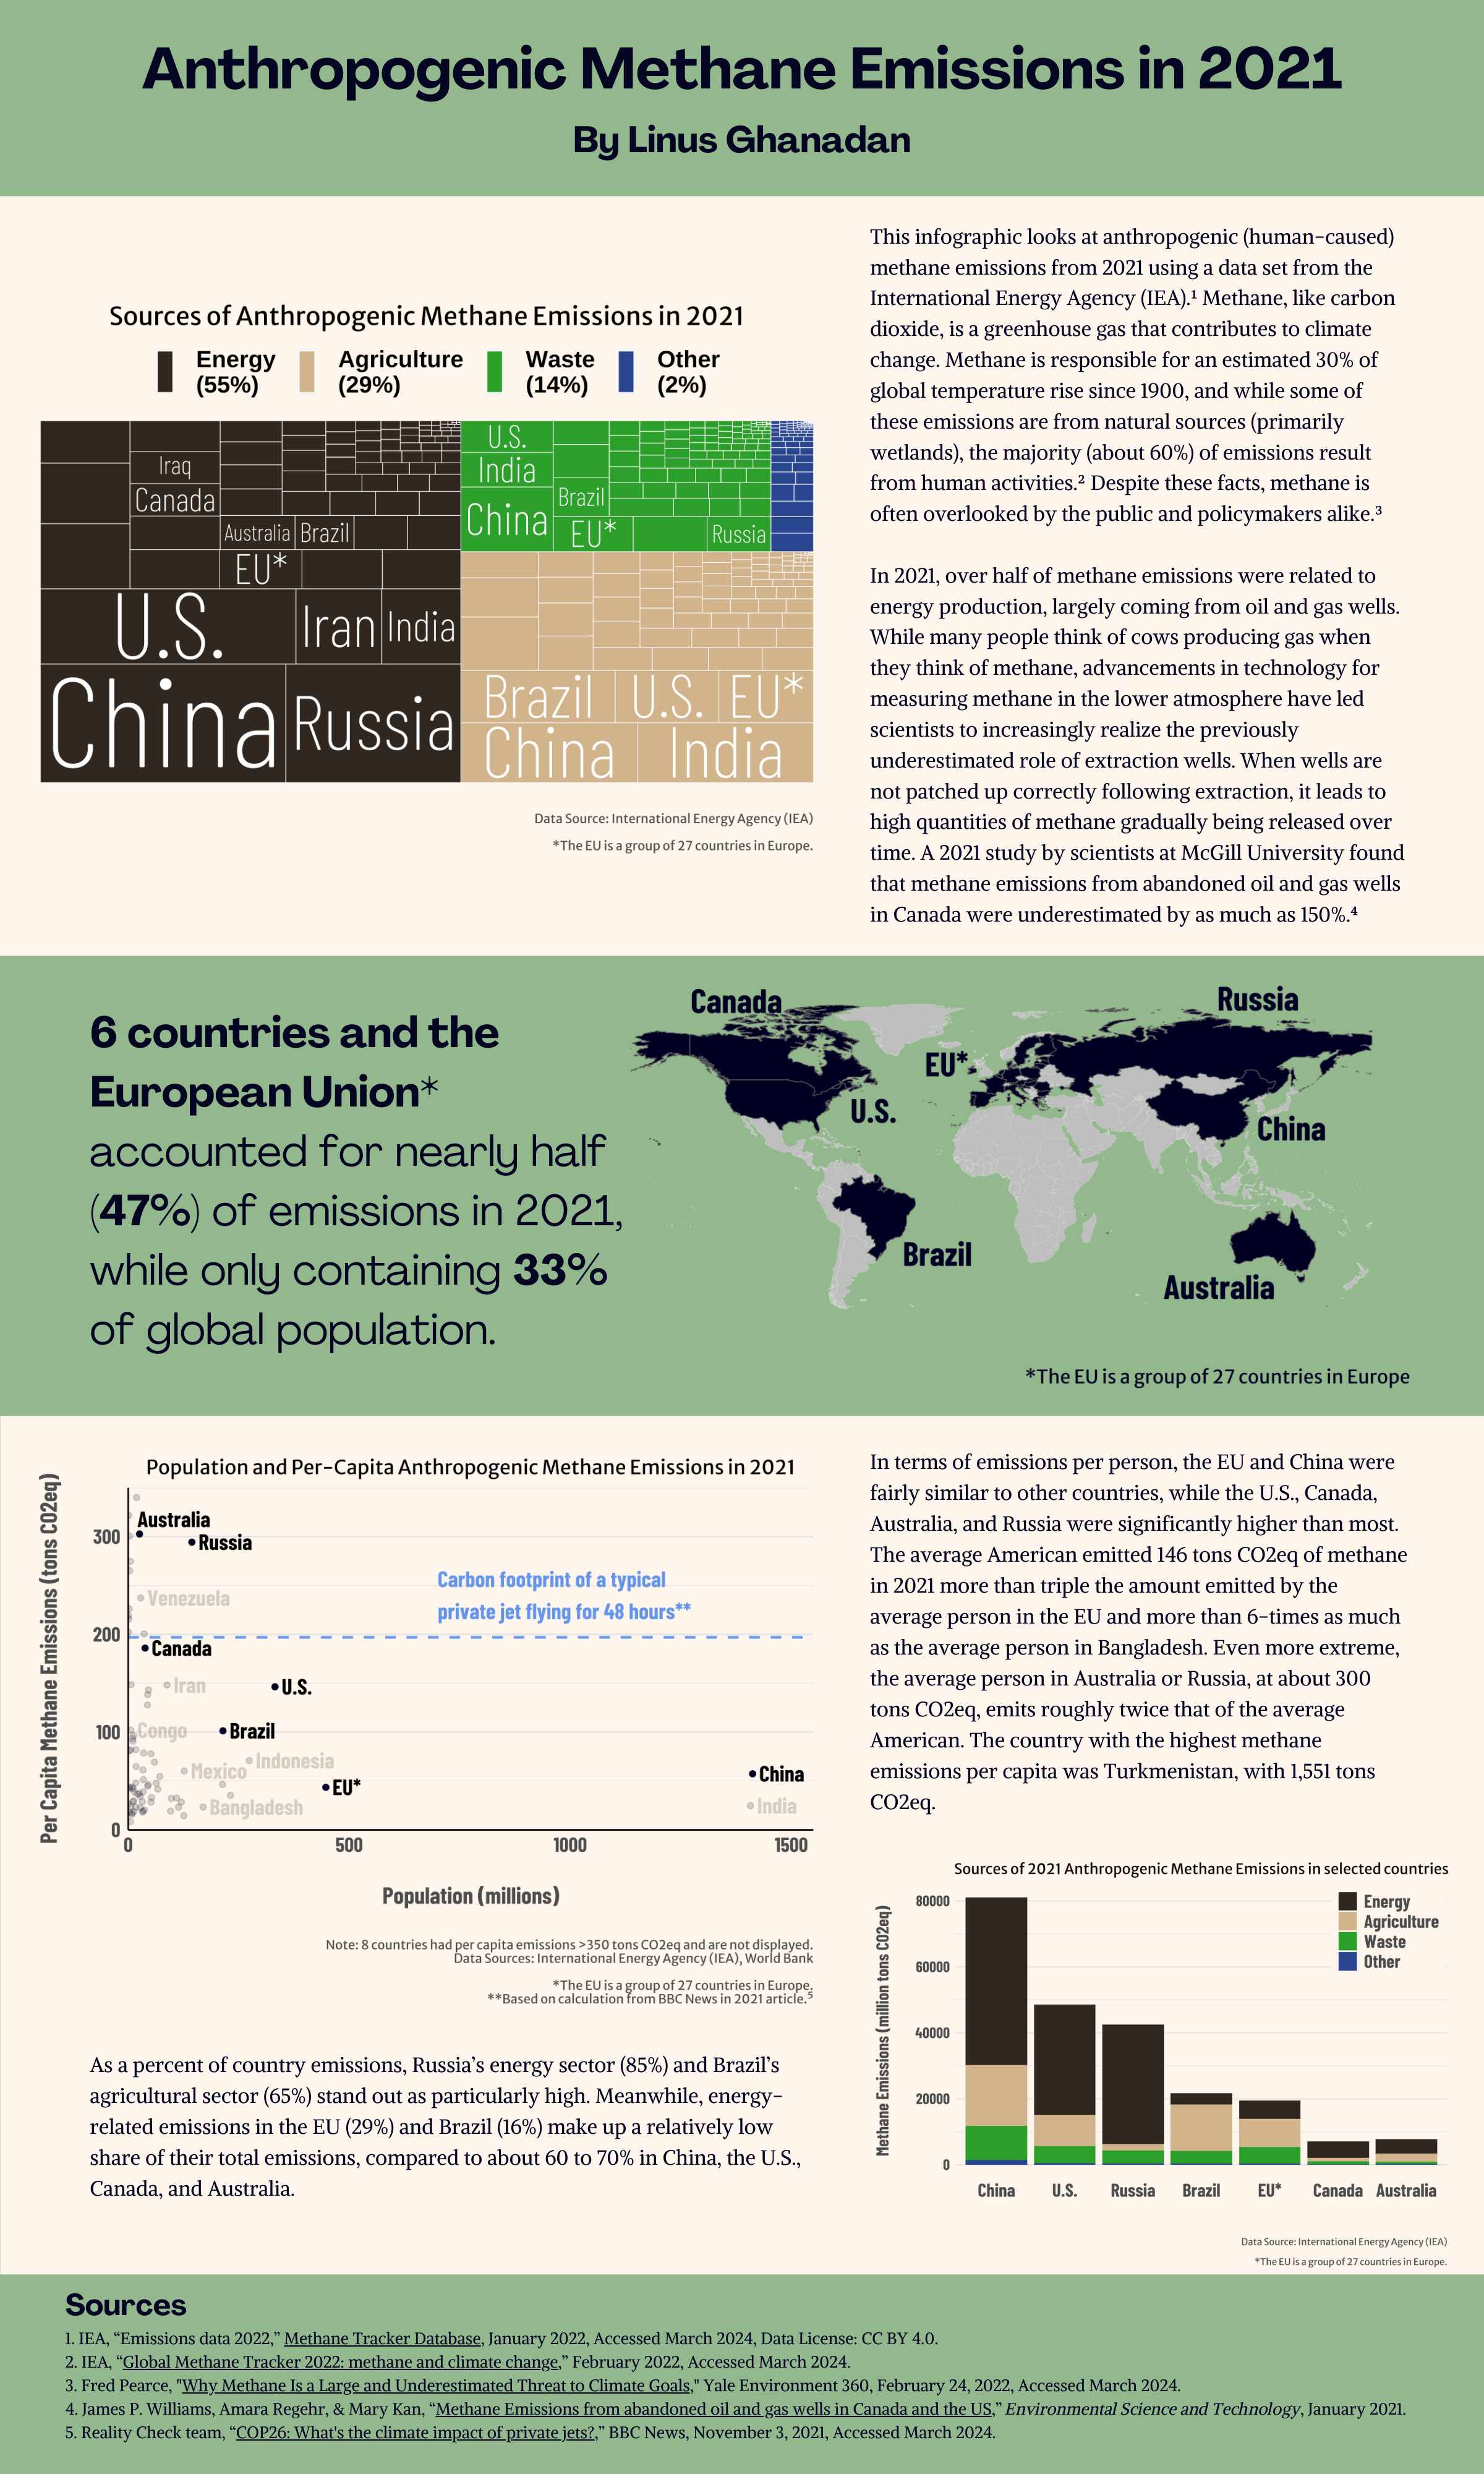 Anthropogenic Methane Emissions in 2021
By Linus Ghanadan
Sources of Anthropogenic Methane Emissions in 2021
Energy
(55%)
Agriculture
(29%)
Waste
(14%)
Other
(2%)
Iraq
Canada
Australia
Brazil
EU*
U.S.
Iran
India
China
Russia
U.S.
India
China
Brazil
EU*
Russia
Brazil
U.S.
EU*
China
India
Data Source: International Energy Agency (IEA)
*The EU is a group of 27 countries in Europe.
This infographic looks at anthropogenic (human-caused)
methane emissions from 2021 using a data set from the
International Energy Agency (IEA).¹ Methane, like carbon
dioxide, is a greenhouse gas that contributes to climate
change. Methane is responsible for an estimated 30% of
global temperature rise since 1900, and while some of
these emissions are from natural sources (primarily
wetlands), the majority (about 60%) of emissions result
from human activities.² Despite these facts, methane is
often overlooked by the public and policymakers alike.³
In 2021, over half of methane emissions were related to
energy production, largely coming from oil and gas wells.
While many people think of cows producing gas when
they think of methane, advancements in technology for
measuring methane in the lower atmosphere have led
scientists to increasingly realize the previously
underestimated role of extraction wells. When wells are
not patched up correctly following extraction, it leads to
high quantities of methane gradually being released over
time. A 2021 study by scientists at McGill University found
that methane emissions from abandoned oil and gas wells
in Canada were underestimated by as much as 150%.⁴
6 countries and the
European Union*
accounted for nearly half
(47%) of emissions in 2021,
while only containing 33%
of global population.
Canada
Russia
EU*
U.S.
China
Brazil
Australia
*The EU is a group of 27 countries in Europe
Population and Per-Capita Anthropogenic Methane Emissions in 2021
Per Capita Methane Emissions (tons CO2eq)
300
200
100
0
Australia
Russia
Venezuela
Carbon footprint of a typical
private jet flying for 48 hours**
Canada
Iran
U.S.
Congo
Brazil
Indonesia
Mexico
EU*
China
Bangladesh
India
0
500
1000
1500
Population (millions)
Note: 8 countries had per capita emissions >350 tons CO2eq and are not displayed.
Data Sources: International Energy Agency (IEA), World Bank
*The EU is a group of 27 countries in Europe.
**Based on calculation from BBC News in 2021 article.⁵
As a percent of country emissions, Russia’s energy sector (85%) and Brazil’s
agricultural sector (65%) stand out as particularly high. Meanwhile, energy-
related emissions in the EU (29%) and Brazil (16%) make up a relatively low
share of their total emissions, compared to about 60 to 70% in China, the U.S.,
Canada, and Australia.
In terms of emissions per person, the EU and China were
fairly similar to other countries, while the U.S., Canada,
Australia, and Russia were significantly higher than most.
The average American emitted 146 tons CO2eq of methane
in 2021 more than triple the amount emitted by the
average person in the EU and more than 6-times as much
as the average person in Bangladesh. Even more extreme,
the average person in Australia or Russia, at about 300
tons CO2eq, emits roughly twice that of the average
American. The country with the highest methane
emissions per capita was Turkmenistan, with 1,551 tons
CO2eq.
Sources of 2021 Anthropogenic Methane Emissions in selected countries
Methane Emissions (million tons CO2eq)
80000
60000
40000
20000
0
Energy
Agriculture
Waste
Other
China
U.S.
Russia
Brazil
EU*
Canada
Australia
Data Source: International Energy Agency (IEA)
*The EU is a group of 27 countries in Europe.
Sources
1. IEA, “Emissions data 2022,” Methane Tracker Database, January 2022, Accessed March 2024, Data License: CC BY 4.0.
2. IEA, “Global Methane Tracker 2022: methane and climate change,” February 2022, Accessed March 2024.
3. Fred Pearce, "Why Methane Is a Large and Underestimated Threat to Climate Goals," Yale Environment 360, February 24, 2022, Accessed March 2024.
4. James P. Williams, Amara Regehr, & Mary Kan, “Methane Emissions from abandoned oil and gas wells in Canada and the US,” Environmental Science and Technology, January 2021.
5. Reality Check team, “COP26: What's the climate impact of private jets?,” BBC News, November 3, 2021, Accessed March 2024.